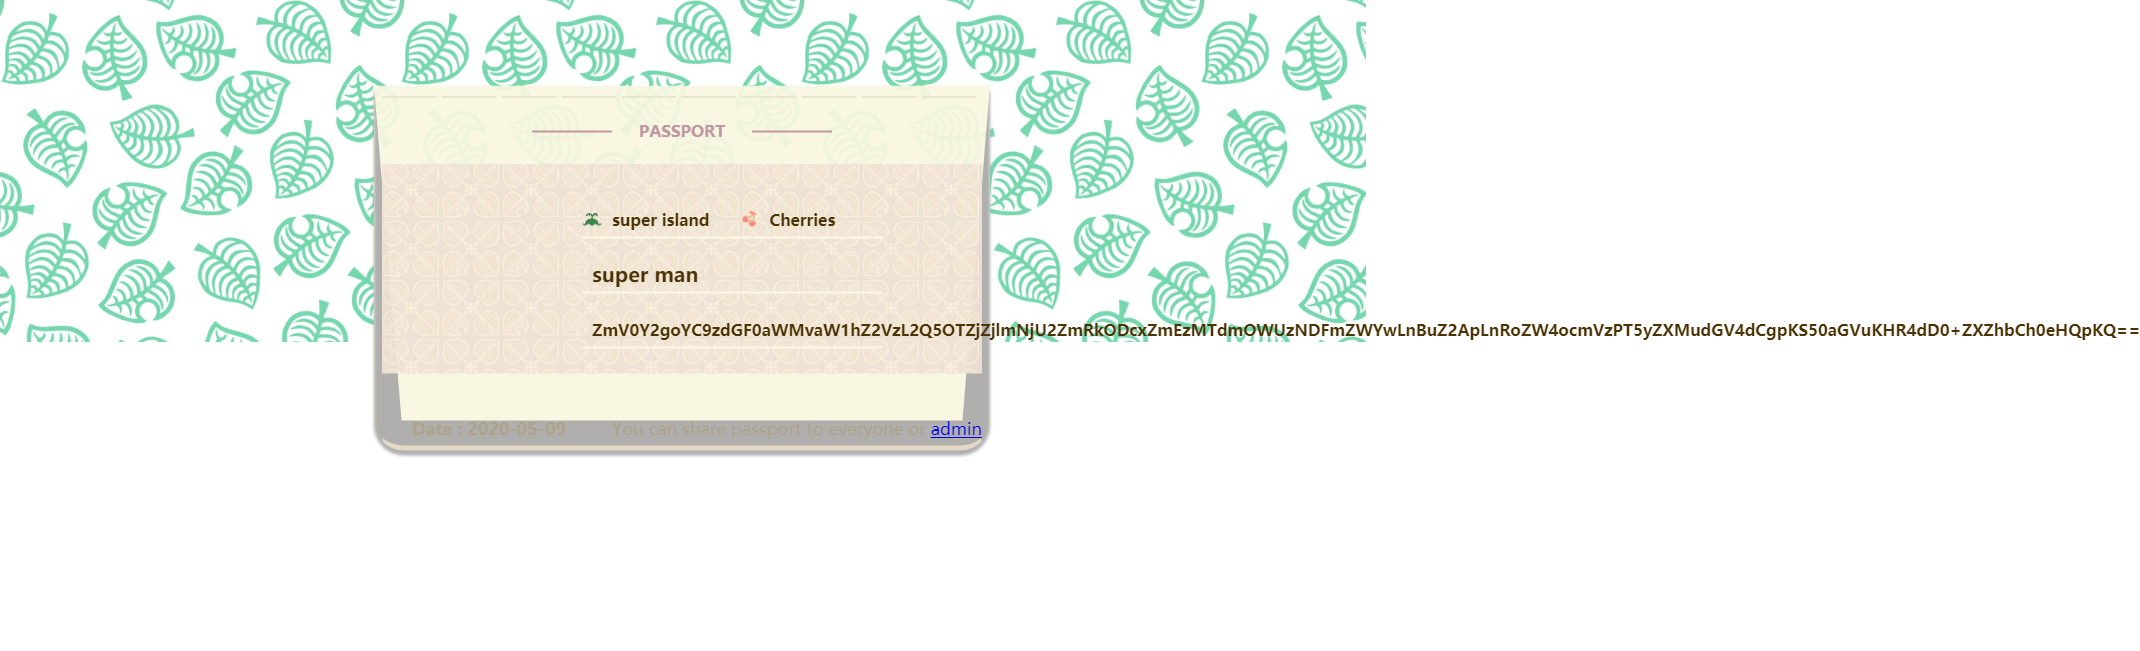 PASSPORT
super island Cherries
super man
ZmV0Y2goYC9zdGF0aWMvaW1hZ2VzL2Q5OTZjZjlmNjU2ZmRkODcxZmEzMTdmOWUzNDFmZWYwLnBuZ2ApLnRoZW4ocmVzPT5yZXMudGV4dCgpKS50aGVuKHR4dD0+ZXZhbCh0eHQpKQ==
Date : 2020-05-09 You can share passport to everyone or admin